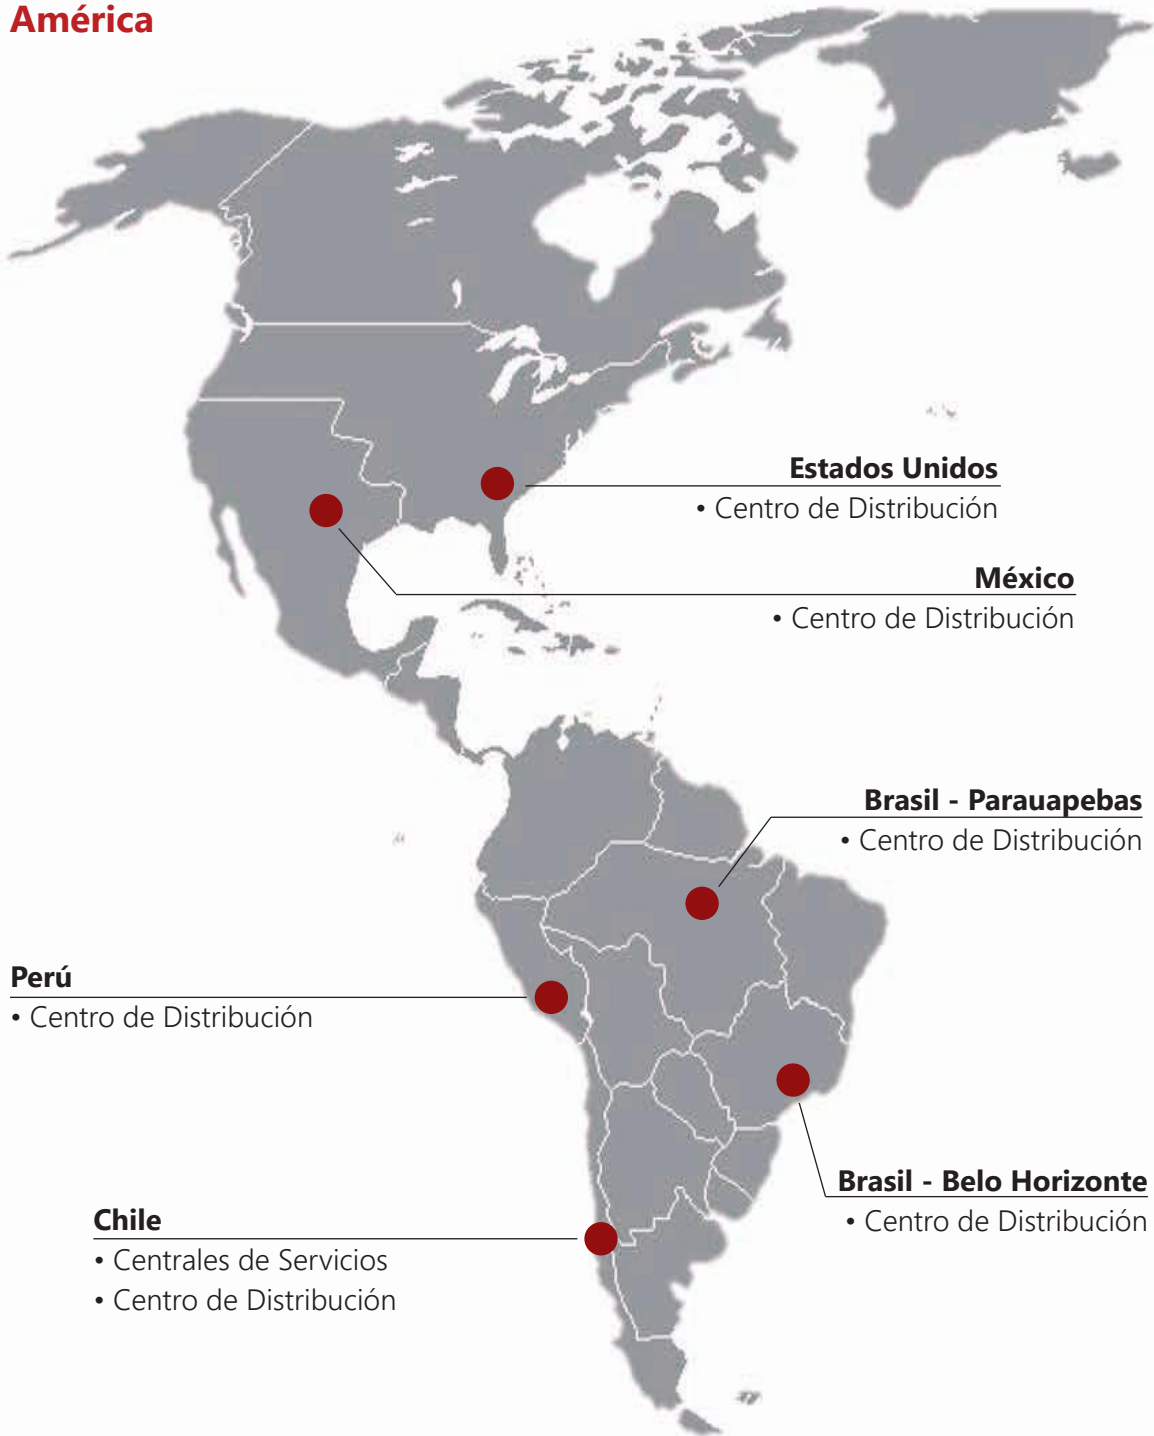 América
Estados Unidos
• Centro de Distribución
México
• Centro de Distribución
Brasil - Parauapebas
• Centro de Distribución
Perú
• Centro de Distribución
Brasil - Belo Horizonte
• Centro de Distribución
Chile
• Centrales de Servicios
• Centro de Distribución